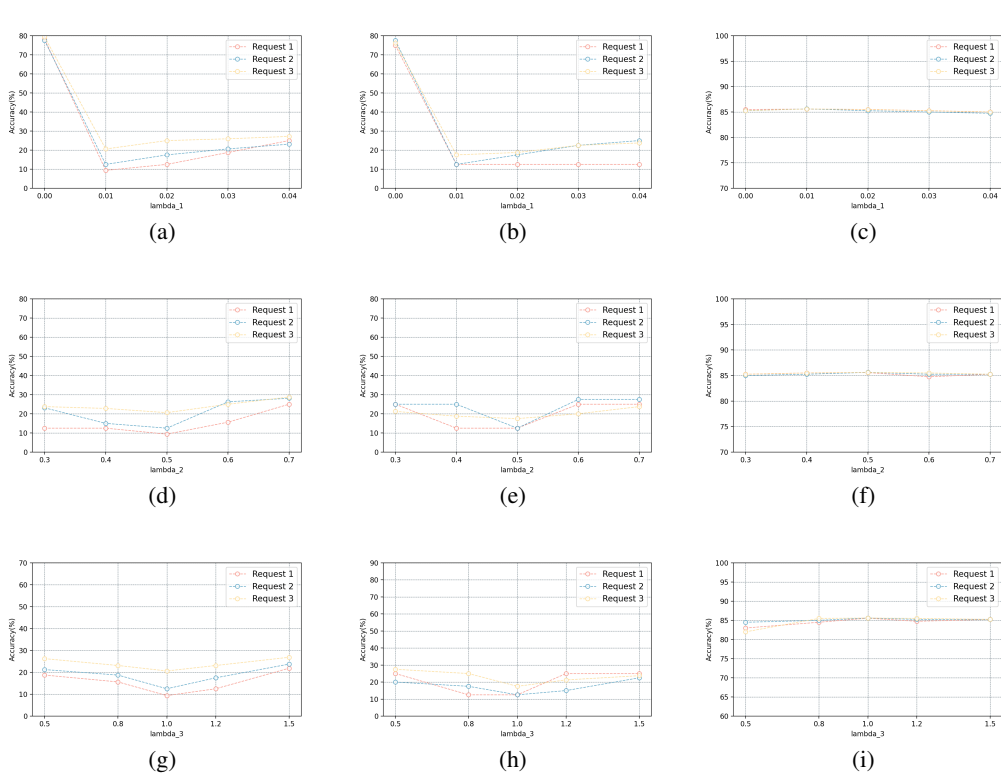 80
70
60
50
40
30
20
10
0
Accuracy(%)
0.00 0.01 0.02 0.03 0.04
lambda_1
Request 1
Request 2
Request 3
(a)
80
70
60
50
40
30
20
10
0
Accuracy(%)
0.00 0.01 0.02 0.03 0.04
lambda_1
Request 1
Request 2
Request 3
(b)
100
95
90
85
80
75
70
Accuracy(%)
0.00 0.01 0.02 0.03 0.04
lambda_1
Request 1
Request 2
Request 3
(c)
80
70
60
50
40
30
20
10
0
Accuracy(%)
0.3 0.4 0.5 0.6 0.7
lambda_2
Request 1
Request 2
Request 3
(d)
80
70
60
50
40
30
20
10
0
Accuracy(%)
0.3 0.4 0.5 0.6 0.7
lambda_2
Request 1
Request 2
Request 3
(e)
100
95
90
85
80
75
70
Accuracy(%)
0.3 0.4 0.5 0.6 0.7
lambda_2
Request 1
Request 2
Request 3
(f)
70
60
50
40
30
20
10
0
Accuracy(%)
0.5 0.8 1.0 1.2 1.5
lambda_3
Request 1
Request 2
Request 3
(g)
90
80
70
60
50
40
30
20
10
0
Accuracy(%)
0.5 0.8 1.0 1.2 1.5
lambda_3
Request 1
Request 2
Request 3
(h)
100
95
90
85
80
75
70
65
60
Accuracy(%)
0.5 0.8 1.0 1.2 1.5
lambda_3
Request 1
Request 2
Request 3
(i)